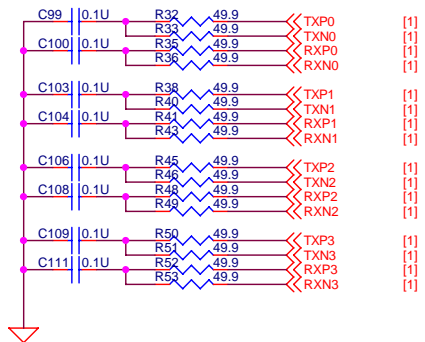 C99 0.1U R32 49.9 TXP0 [1]
R33 49.9 TXN0 [1]
C100 0.1U R35 49.9 RXP0 [1]
R36 49.9 RXN0 [1]
C103 0.1U R38 49.9 TXP1 [1]
R40 49.9 TXN1 [1]
C104 0.1U R41 49.9 RXP1 [1]
R43 49.9 RXN1 [1]
C106 0.1U R45 49.9 TXP2 [1]
R46 49.9 TXN2 [1]
C108 0.1U R48 49.9 RXP2 [1]
R49 49.9 RXN2 [1]
C109 0.1U R50 49.9 TXP3 [1]
R51 49.9 TXN3 [1]
C111 0.1U R52 49.9 RXP3 [1]
R53 49.9 RXN3 [1]